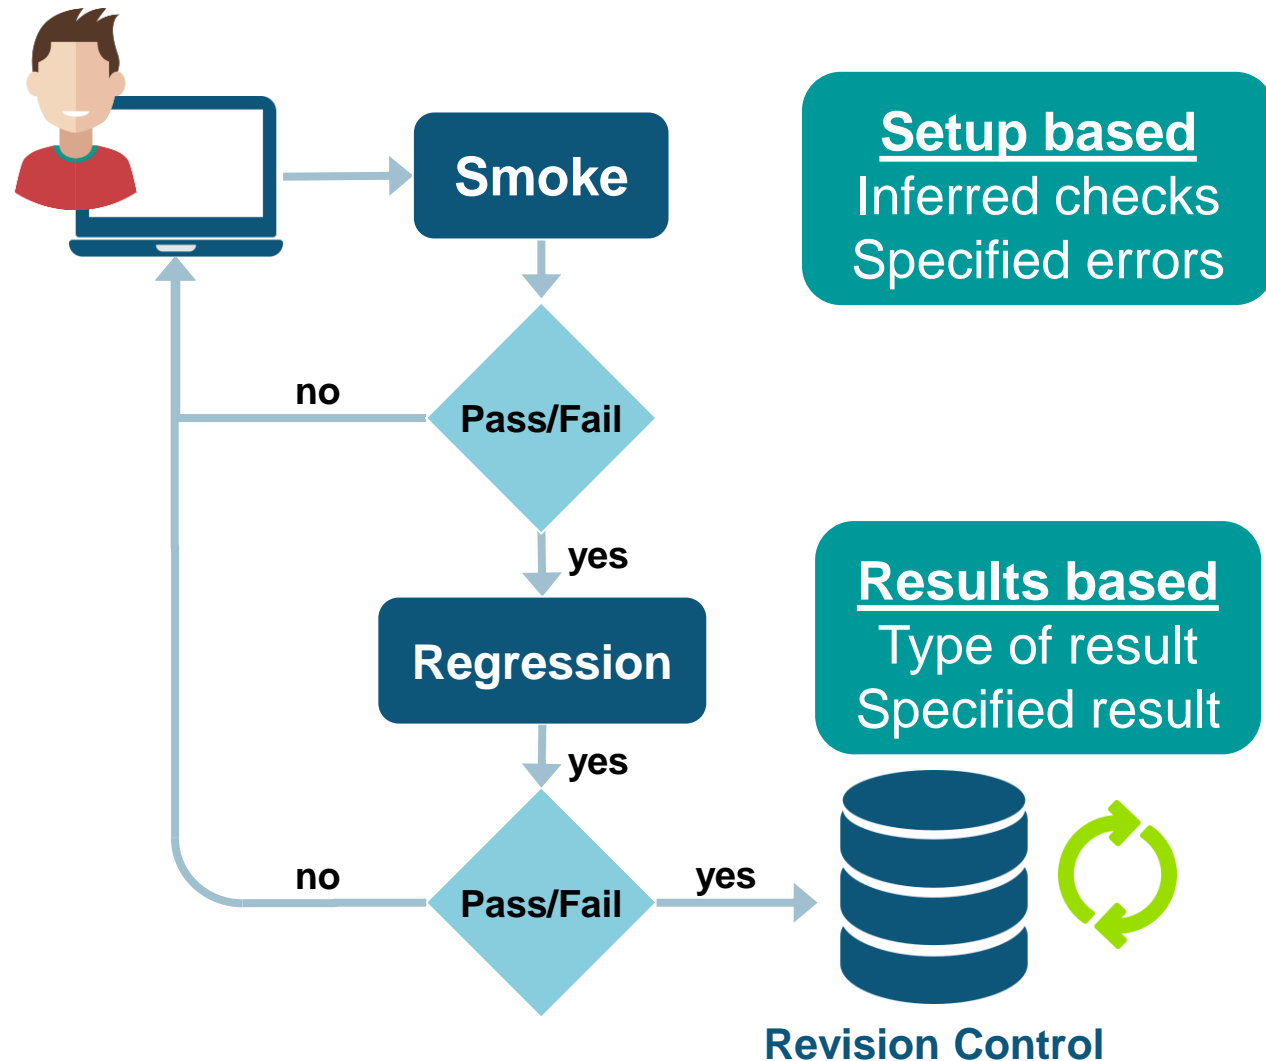 Smoke
Setup based
Inferred checks
Specified errors
no
Pass/Fail
yes
Regression
Results based
Type of result
Specified result
yes
no
Pass/Fail
yes
Revision Control